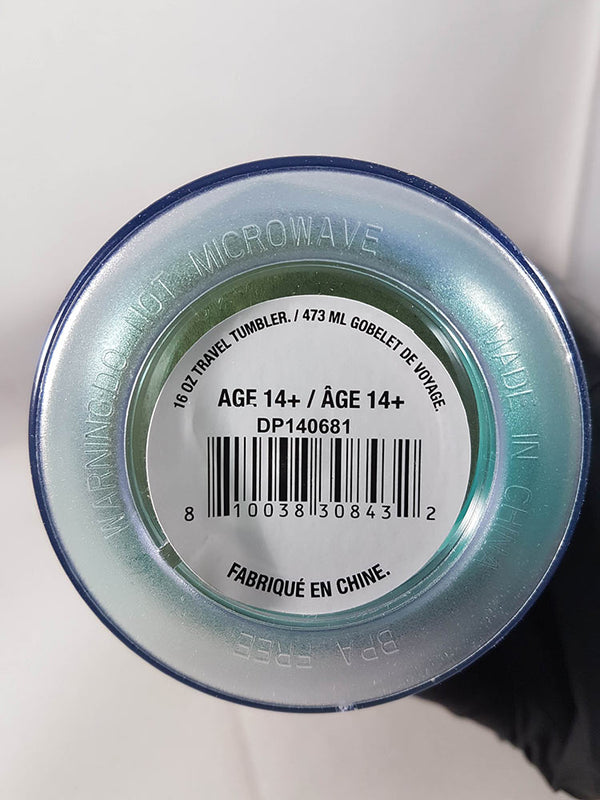 WARNING:DO NOT MICROWAVE
MADE IN CHINA
BPA FREE
16 OZ TRAVEL TUMBLER. / 473 ML GOBELET DE VOYAGE.
AGE 14+ / ÂGE 14+
DP140681
8 10038 30843 2
FABRIQUÉ EN CHINE.